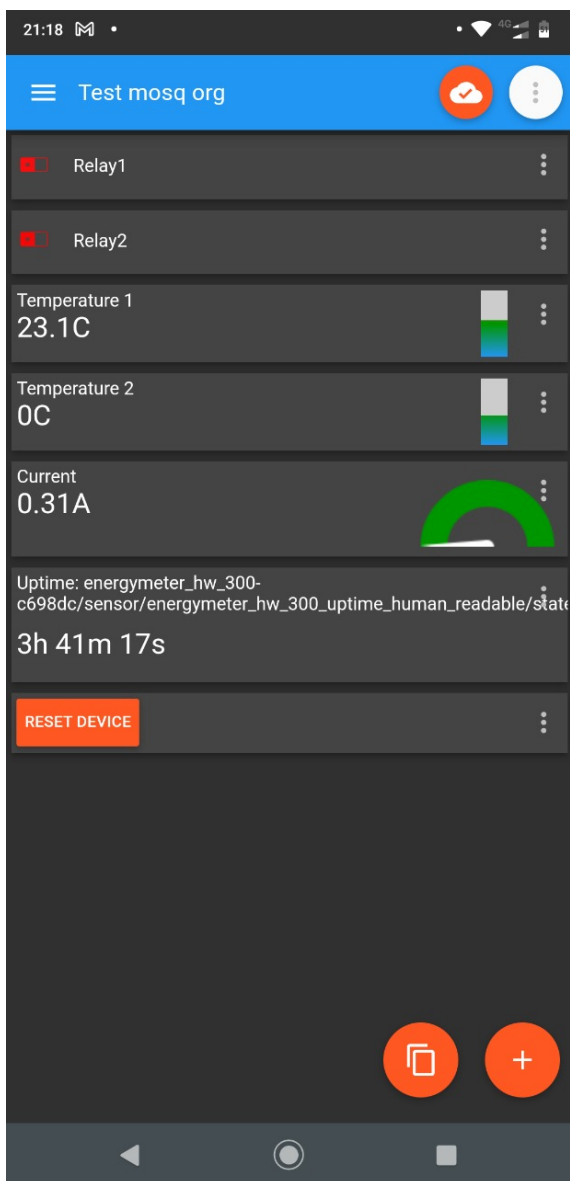 21:18
4G
Test mosq org
Relay1
Relay2
Temperature 1
23.1C
Temperature 2
0C
Current
0.31A
Uptime: energymeter_hw_300-
c698dc/sensor/energymeter_hw_300_uptime_human_readable/state
3h 41m 17s
RESET DEVICE